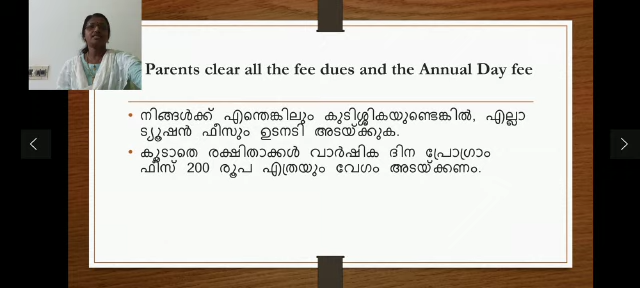 Parents clear all the fee dues and the Annual Day fee
• നിങ്ങൾക്ക് എന്തെങ്കിലും കുടിശ്ശികയുണ്ടെങ്കിൽ, എല്ലാ
ട്യൂഷൻ ഫീസും ഉടനടി അടയ്ക്കുക.
• കൂടാതെ രക്ഷിതാക്കൾ വാർഷിക ദിന പ്രോഗ്രാം
ഫീസ് 200 രൂപ എത്രയും വേഗം അടയ്ക്കണം.